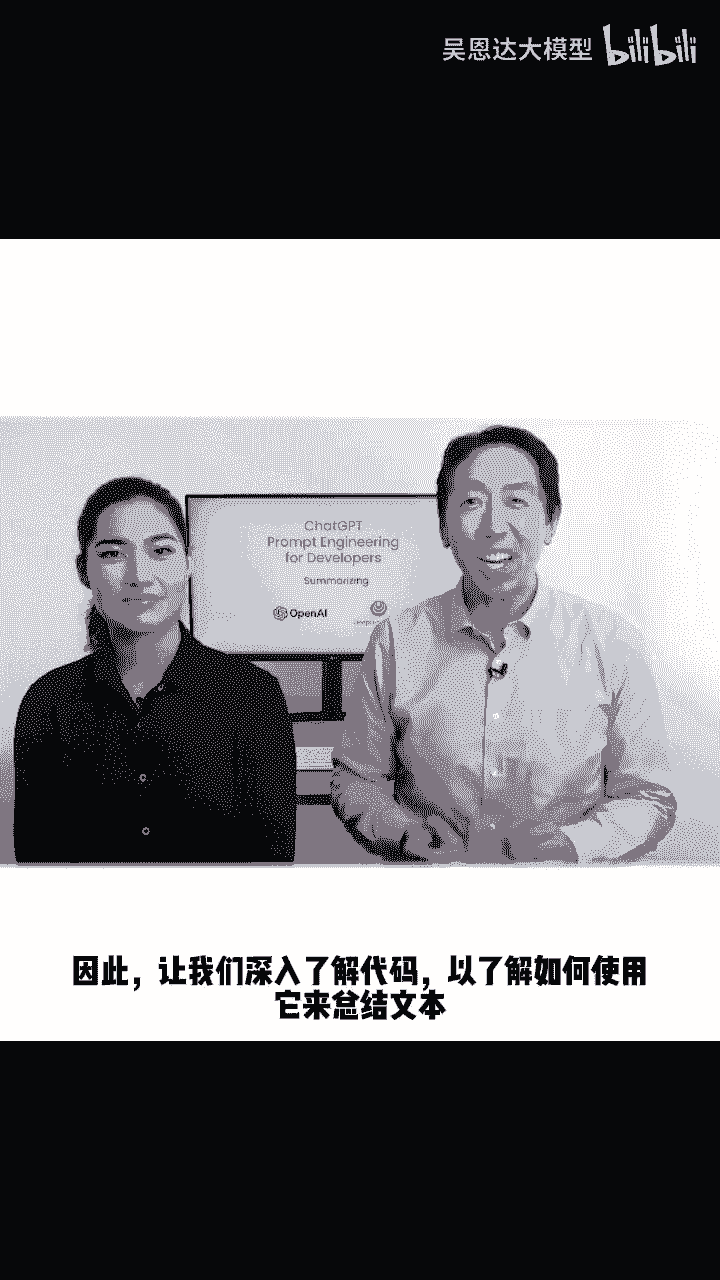 吴恩达大模型 bilibili
ChatGPT
Prompt Engineering
for Developers
Summarizing
OpenAI
因此，让我们深入了解代码，以了解如何使用
它来总结文本